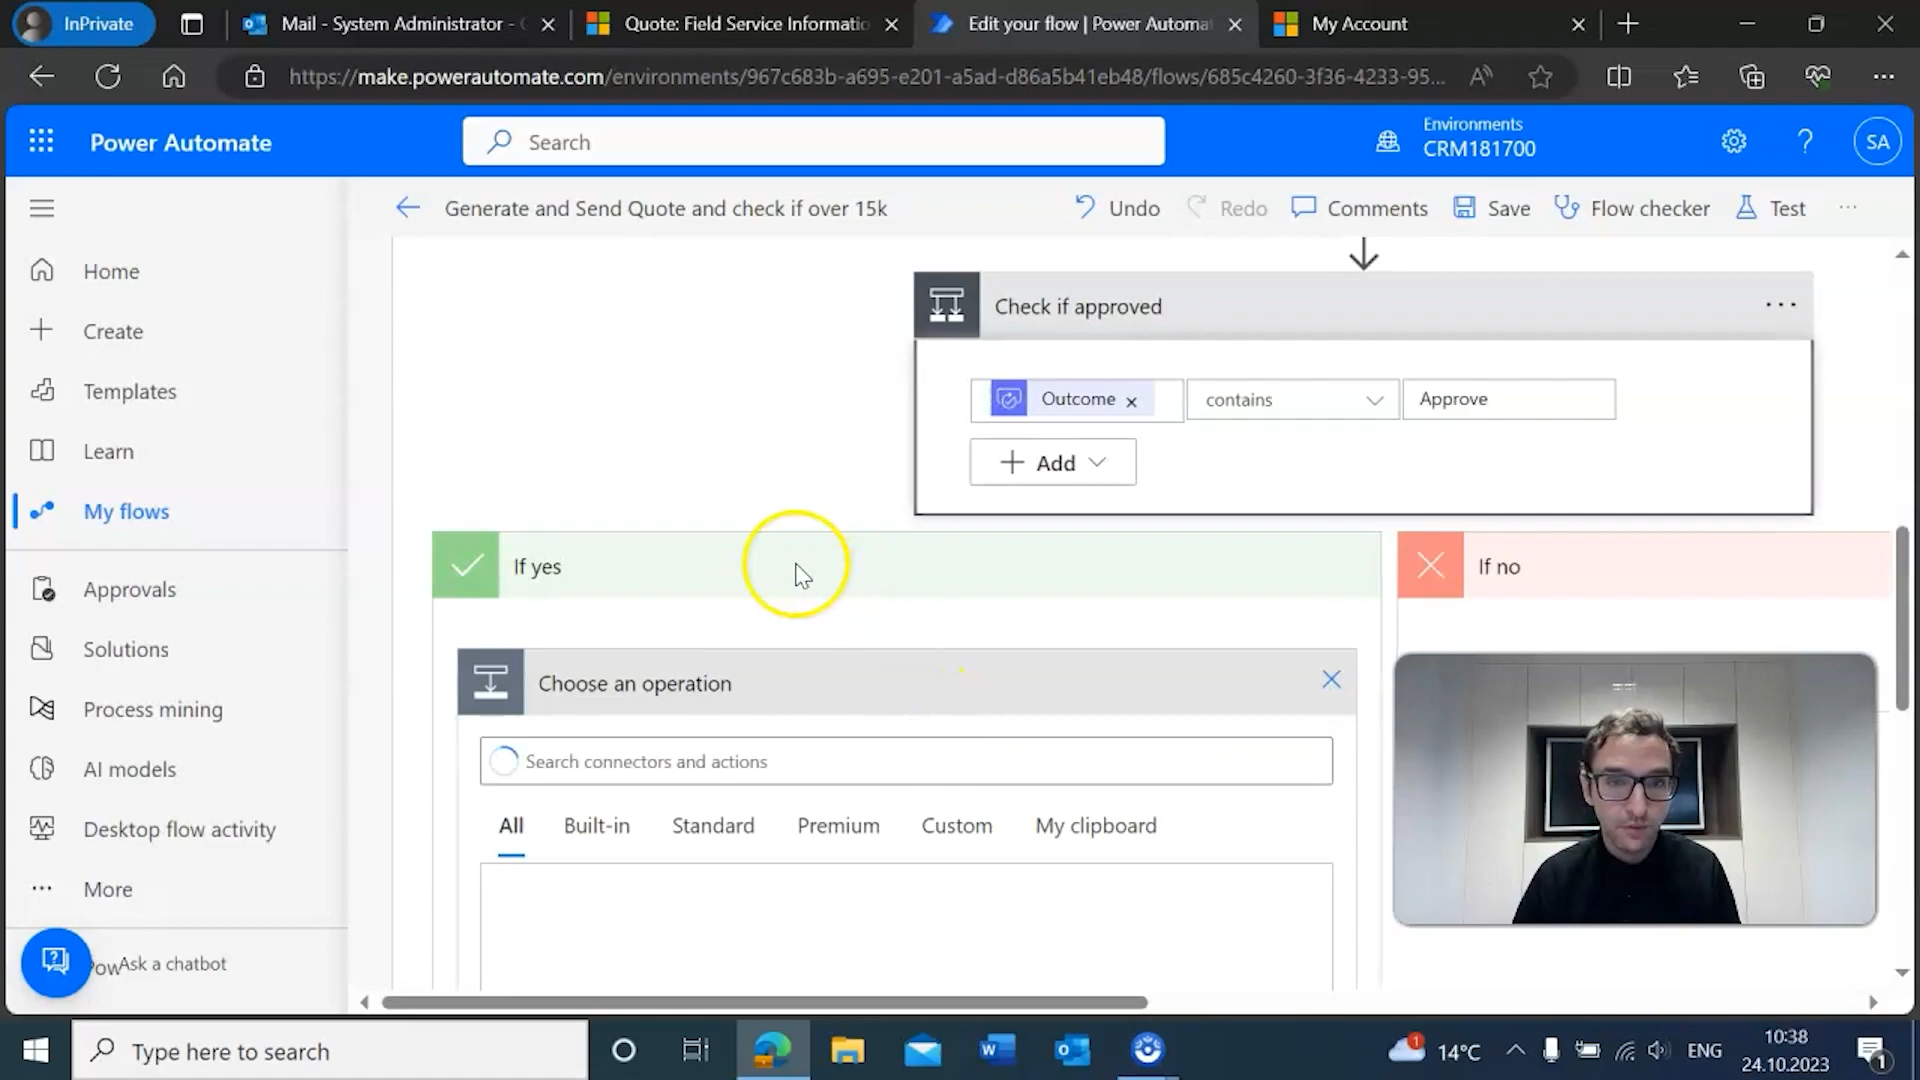 InPrivate
Mail - System Administrator -
Quote: Field Service Informatio
Edit your flow | Power Automat
My Account
https://make.powerautomate.com/environments/967c683b-a695-e201-a5ad-d86a5b41eb48/flows/685c4260-3f36-4233-95...
Power Automate
Search
Environments
CRM181700
?
SA
Generate and Send Quote and check if over 15k
Undo
Redo
Comments
Save
Flow checker
Test
...
Home
Create
Templates
Learn
My flows
Approvals
Solutions
Process mining
AI models
Desktop flow activity
More
Ask a chatbot
Check if approved
...
Outcome
contains
Approve
+ Add
If yes
If no
Choose an operation
Search connectors and actions
All
Built-in
Standard
Premium
Custom
My clipboard
Type here to search
1
14°C
ENG
10:38
24.10.2023
1